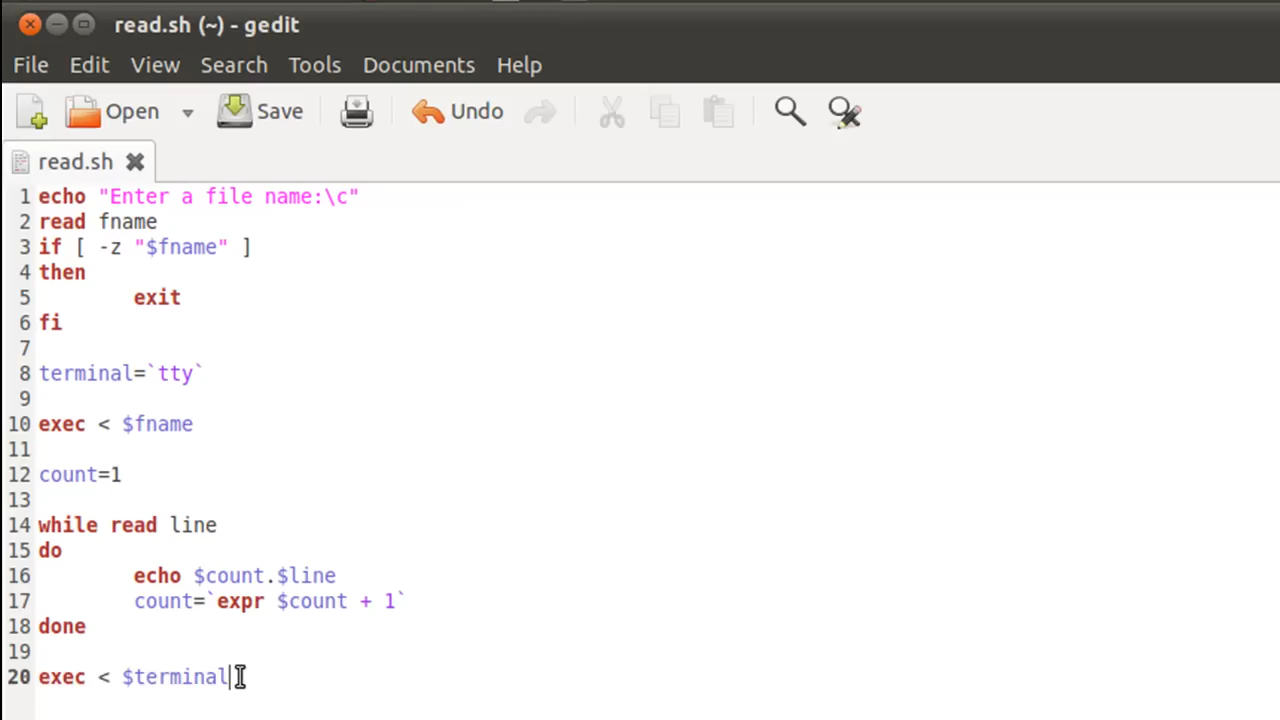 read.sh (~) - gedit
File Edit View Search Tools Documents Help
Open Save Undo
read.sh
1 echo "Enter a file name:\c"
2 read fname
3 if [ -z "$fname" ]
4 then
5 exit
6 fi
7
8 terminal=`tty`
9
10 exec < $fname
11
12 count=1
13
14 while read line
15 do
16 echo $count.$line
17 count=`expr $count + 1`
18 done
19
20 exec < $terminal